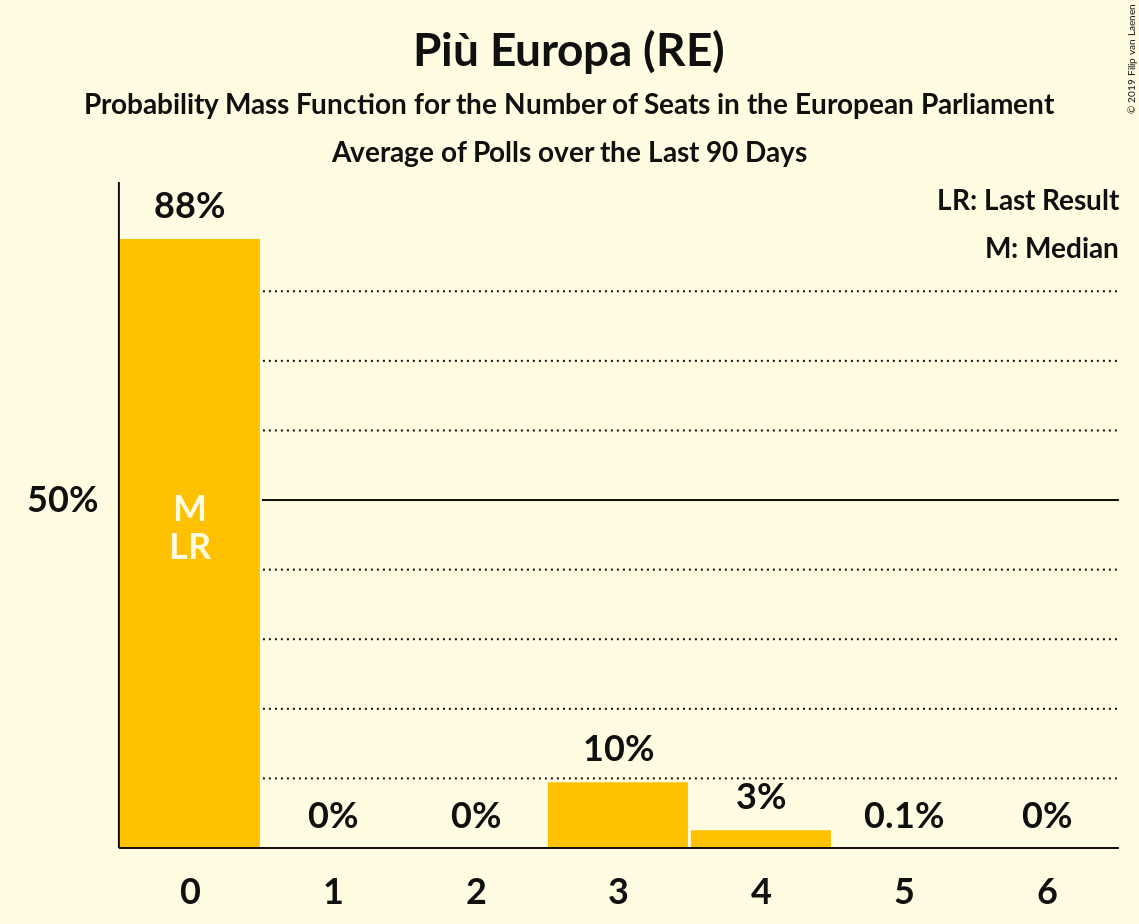 Più Europa (RE)
Probability Mass Function for the Number of Seats in the European Parliament
Average of Polls over the Last 90 Days
© 2019 Filip van Laenen
LR: Last Result
M: Median
88%
50%
M
LR
0%
0%
10%
3%
0.1%
0%
0 1 2 3 4 5 6